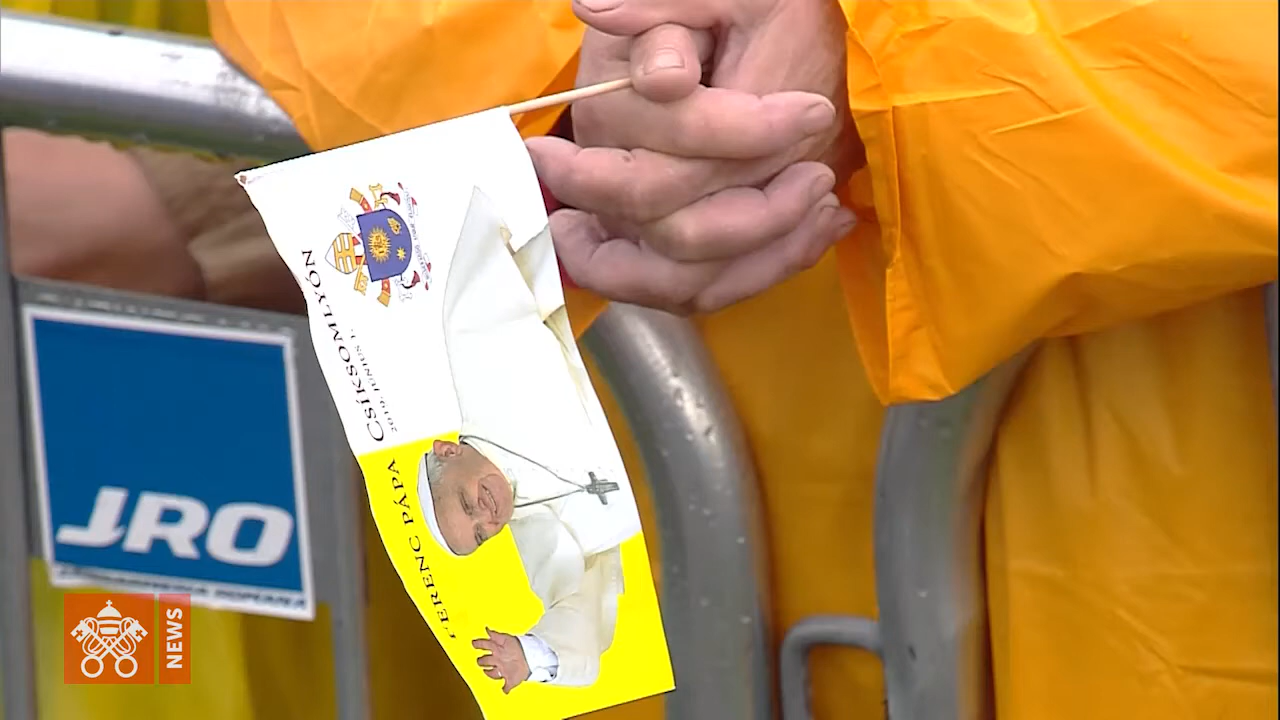 CSÍKSOMLYÓN
2019. JÚNIUS 1.
FERENC PÁPA
JRO
NEWS